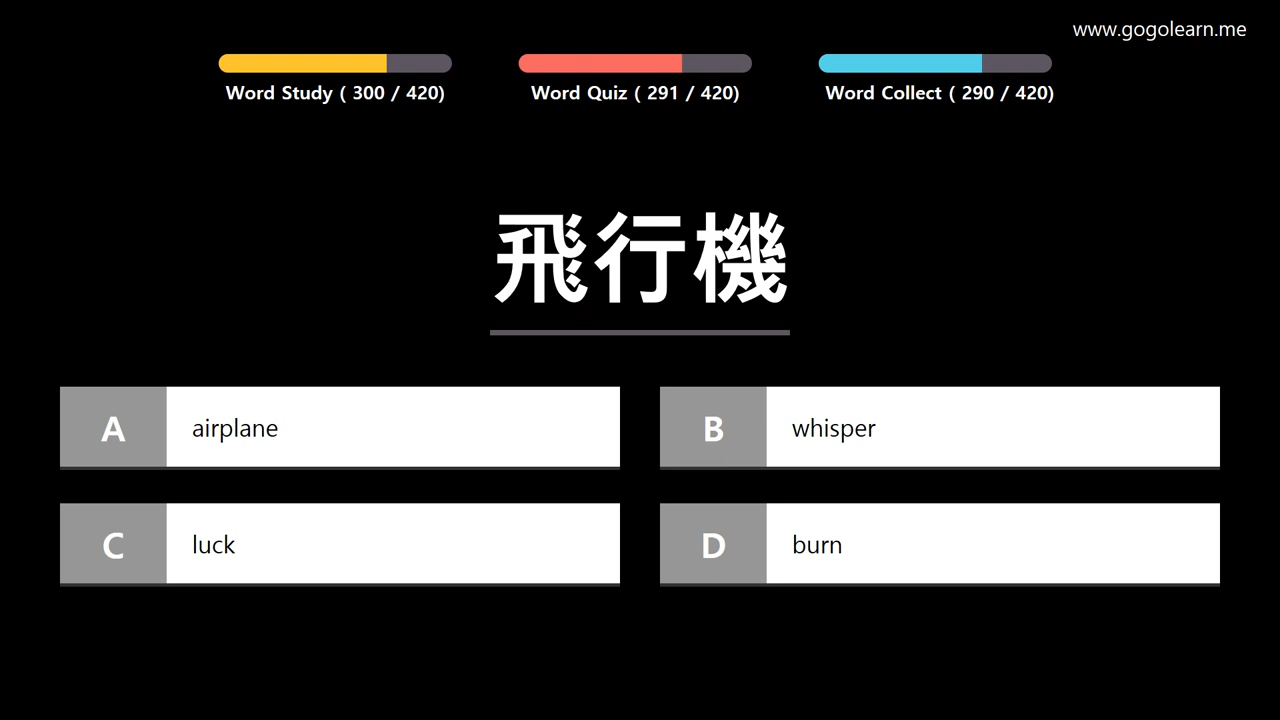 www.gogolearn.me
Word Study ( 300 / 420)
Word Quiz ( 291 / 420)
Word Collect ( 290 / 420)
飛行機
A airplane
B whisper
C luck
D burn